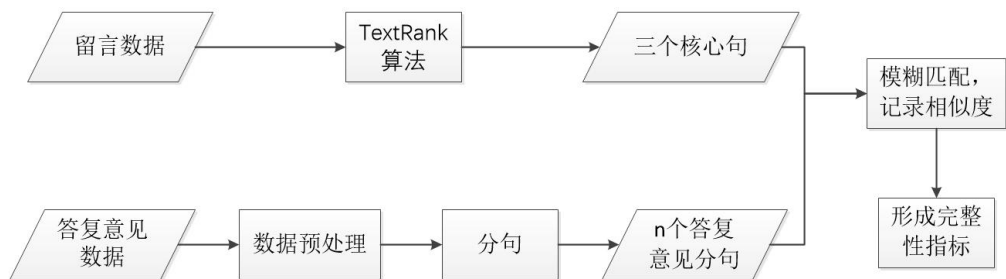 留言数据
TextRank
算法
三个核心句
模糊匹配，
记录相似度
答复意见
数据
数据预处理
分句
n个答复
意见分句
形成完整
性指标